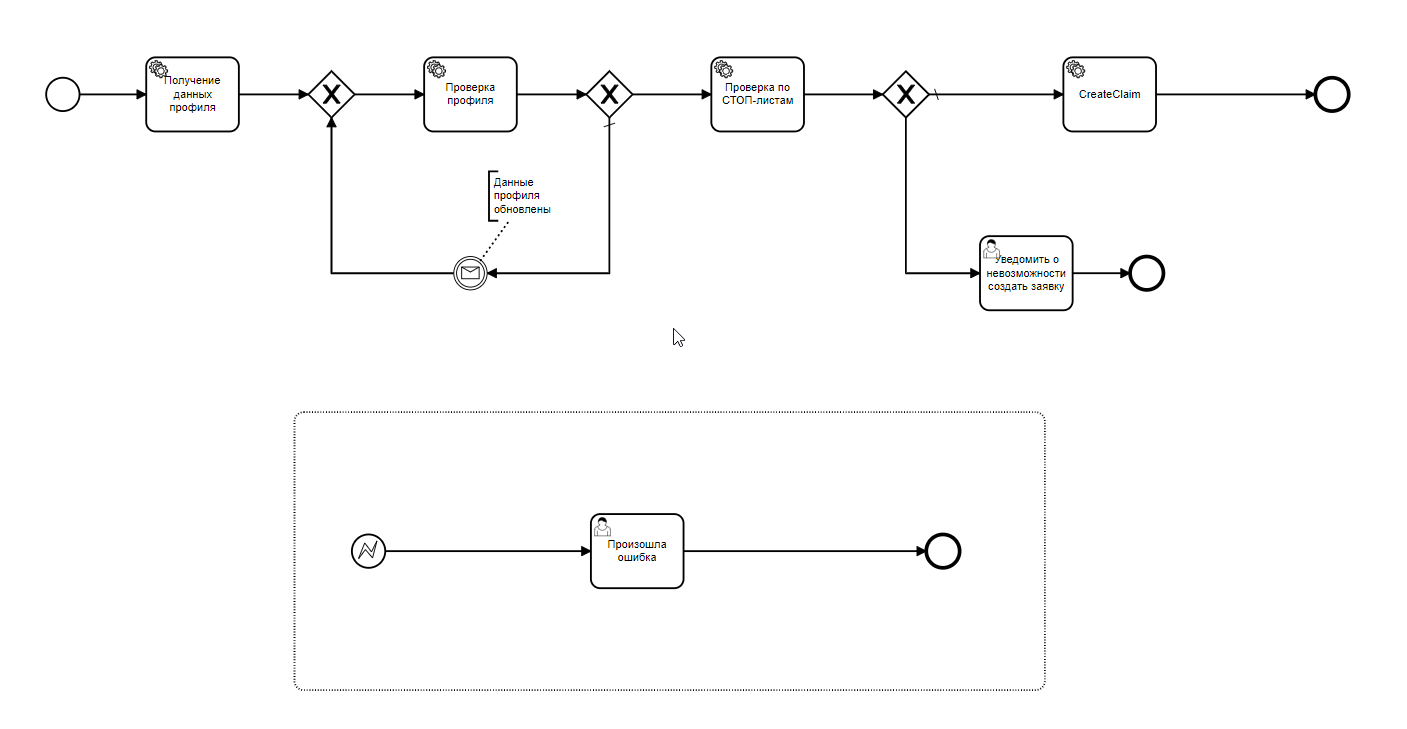 Получение
данных
профиля
Проверка
профиля
Проверка по
СТОП-листам
CreateClaim
Данные
профиля
обновлены
Уведомить о
невозможности
создать заявку
Произошла
ошибка